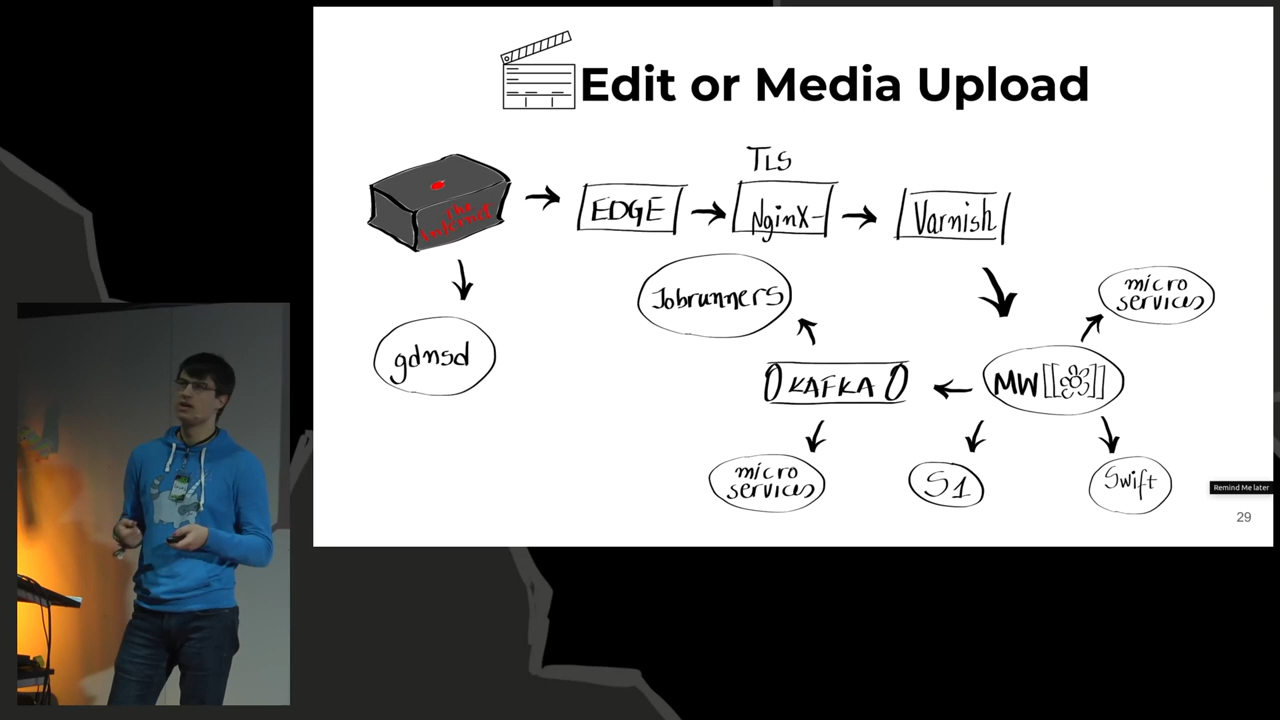 Edit or Media Upload
TLS
The
Internet
EDGE
NginX-
Varnish
gdnsd
Jobrunners
micro
services
KAFKA
MW[[ ]]
micro
services
S1
Swift
Remind Me later
29